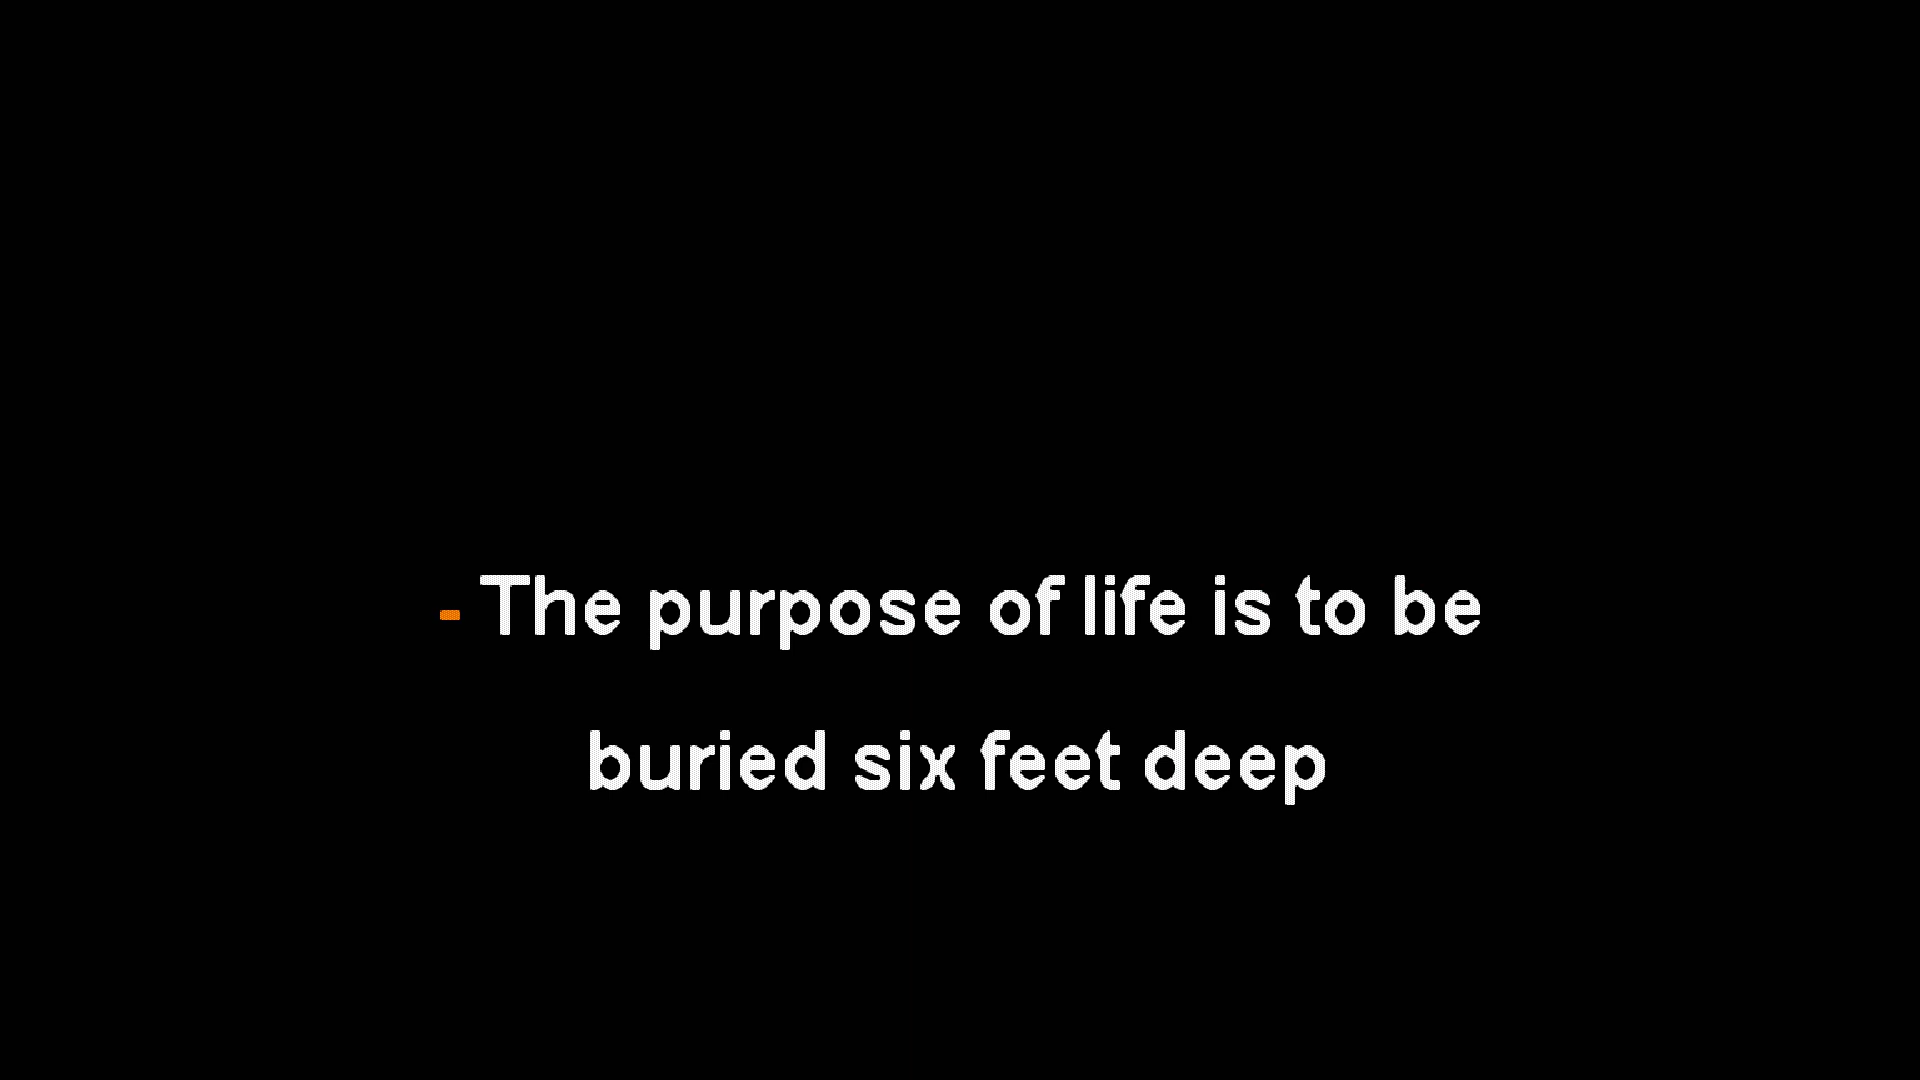 - The purpose of life is to be
buried six feet deep